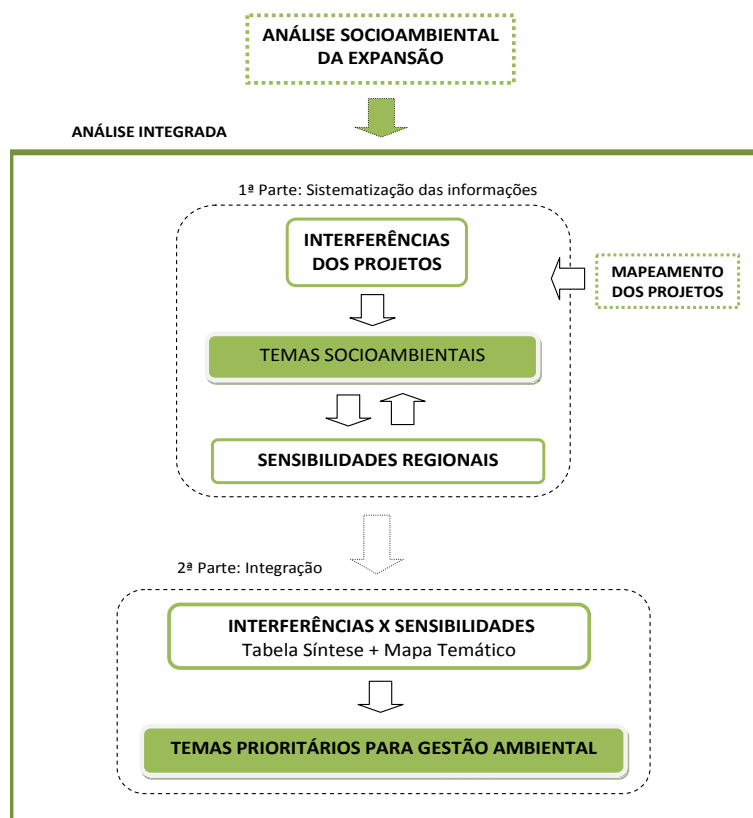 ANÁLISE SOCIOAMBIENTAL
DA EXPANSÃO
ANÁLISE INTEGRADA
1ª Parte: Sistematização das informações
INTERFERÊNCIAS
DOS PROJETOS
MAPEAMENTO
DOS PROJETOS
TEMAS SOCIOAMBIENTAIS
SENSIBILIDADES REGIONAIS
2ª Parte: Integração
INTERFERÊNCIAS X SENSIBILIDADES
Tabela Síntese + Mapa Temático
TEMAS PRIORITÁRIOS PARA GESTÃO AMBIENTAL